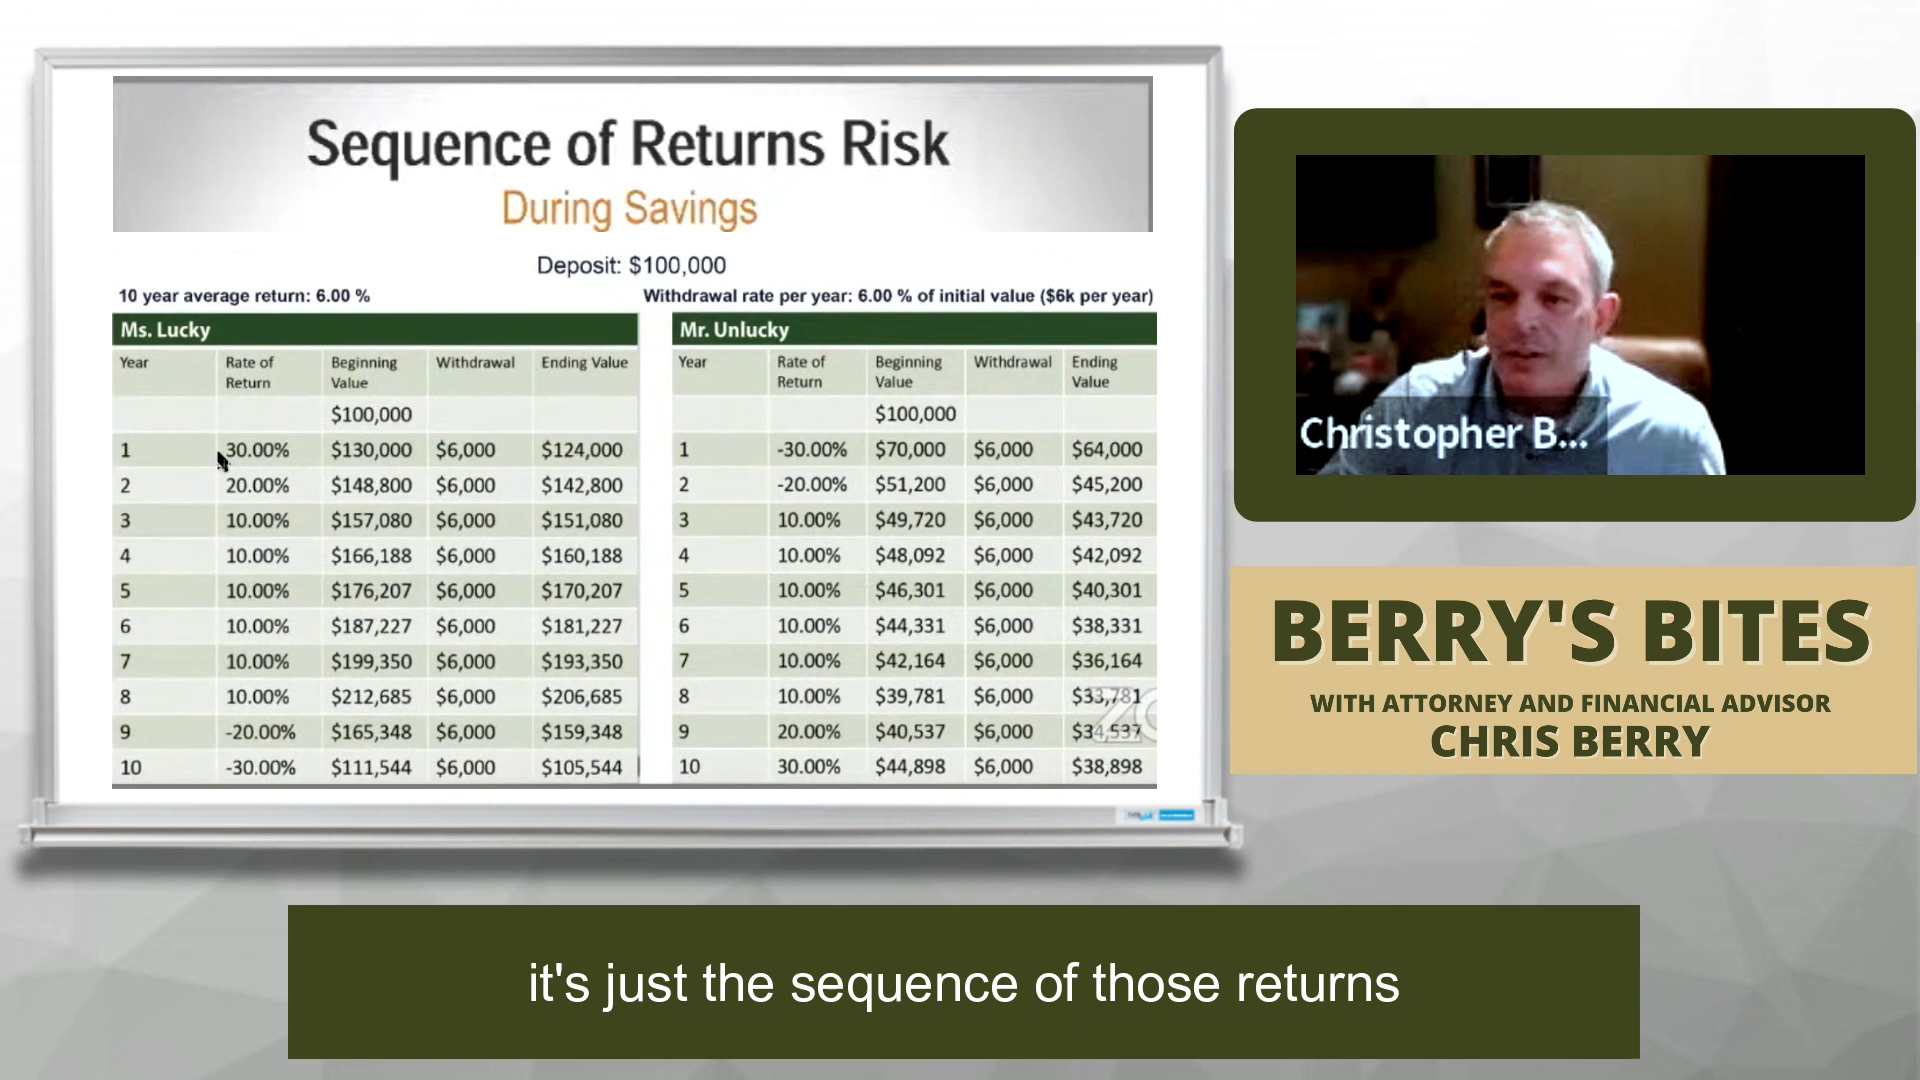 Sequence of Returns Risk
During Savings
Deposit: $100,000
10 year average return: 6.00 %
Withdrawal rate per year: 6.00 % of initial value ($6k per year)
Ms. Lucky
Year Rate of Return Beginning Value Withdrawal Ending Value
$100,000
1 30.00% $130,000 $6,000 $124,000
2 20.00% $148,800 $6,000 $142,800
3 10.00% $157,080 $6,000 $151,080
4 10.00% $166,188 $6,000 $160,188
5 10.00% $176,207 $6,000 $170,207
6 10.00% $187,227 $6,000 $181,227
7 10.00% $199,350 $6,000 $193,350
8 10.00% $212,685 $6,000 $206,685
9 -20.00% $165,348 $6,000 $159,348
10 -30.00% $111,544 $6,000 $105,544
Mr. Unlucky
Year Rate of Return Beginning Value Withdrawal Ending Value
$100,000
1 -30.00% $70,000 $6,000 $64,000
2 -20.00% $51,200 $6,000 $45,200
3 10.00% $49,720 $6,000 $43,720
4 10.00% $48,092 $6,000 $42,092
5 10.00% $46,301 $6,000 $40,301
6 10.00% $44,331 $6,000 $38,331
7 10.00% $42,164 $6,000 $36,164
8 10.00% $39,781 $6,000 $33,781
9 20.00% $40,537 $6,000 $34,537
10 30.00% $44,898 $6,000 $38,898
Christopher B...
BERRY'S BITES
WITH ATTORNEY AND FINANCIAL ADVISOR
CHRIS BERRY
it's just the sequence of those returns